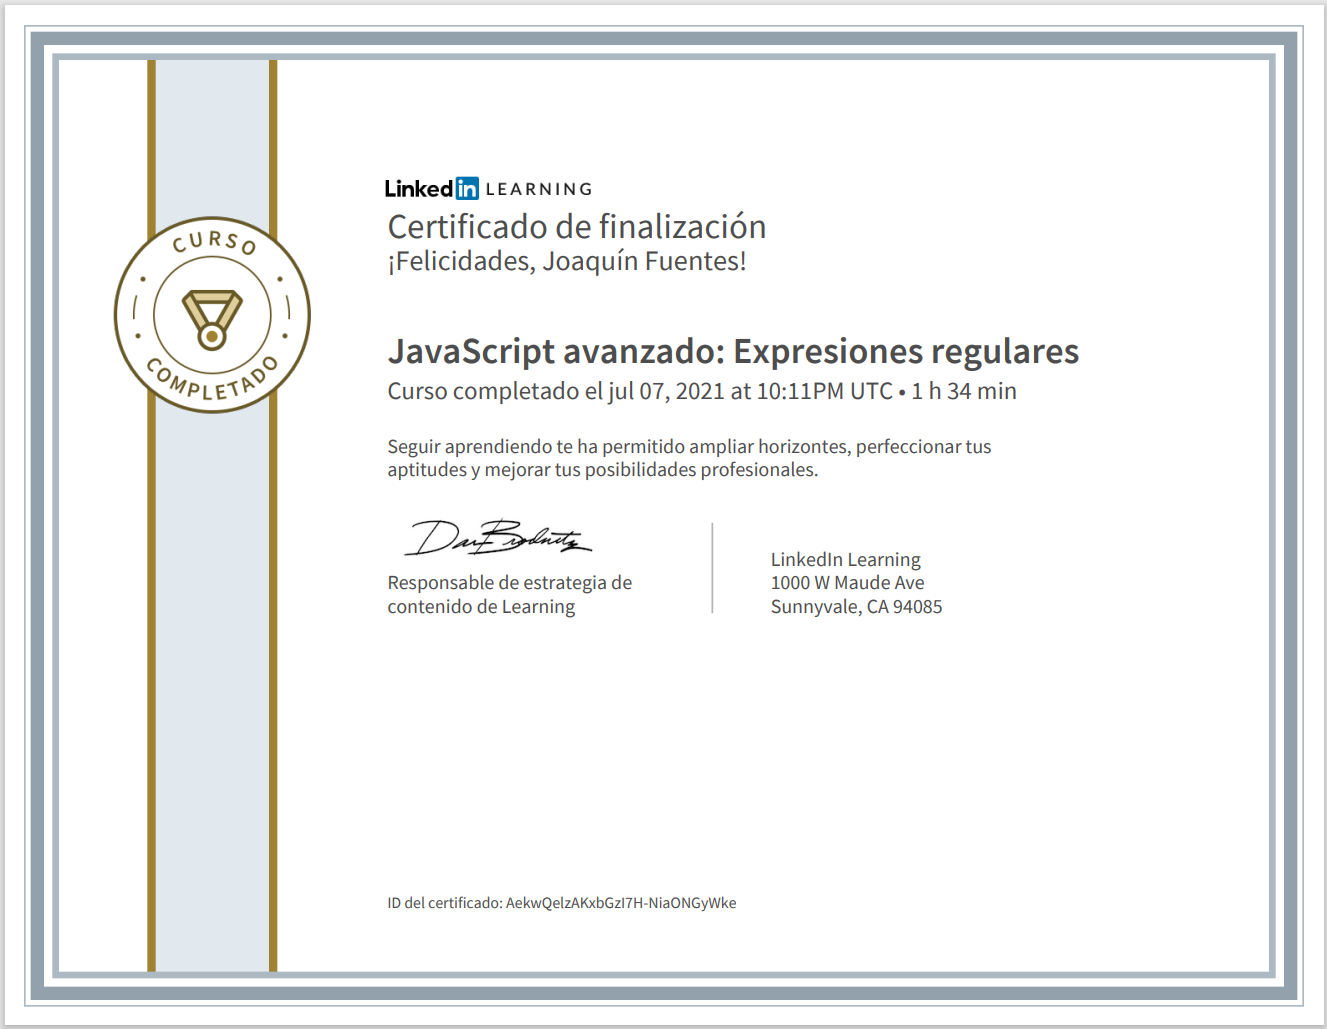 CURSO
COMPLETADO
LinkedIn LEARNING
Certificado de finalización
¡Felicidades, Joaquín Fuentes!
JavaScript avanzado: Expresiones regulares
Curso completado el jul 07, 2021 at 10:11PM UTC • 1 h 34 min
Seguir aprendiendo te ha permitido ampliar horizontes, perfeccionar tus
aptitudes y mejorar tus posibilidades profesionales.
Responsable de estrategia de
contenido de Learning
LinkedIn Learning
1000 W Maude Ave
Sunnyvale, CA 94085
ID del certificado: AekwQelzAKxbGzI7H-NiaONGyWke